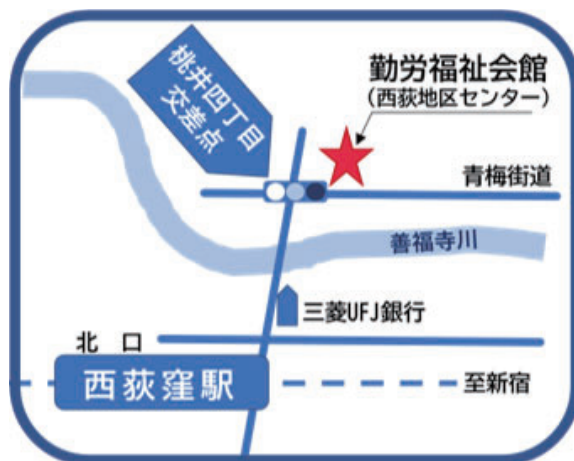 桃井四丁目
交差点
勤労福祉会館
(西荻地区センター)
青梅街道
善福寺川
三菱UFJ銀行
北 口
西荻窪駅
至新宿